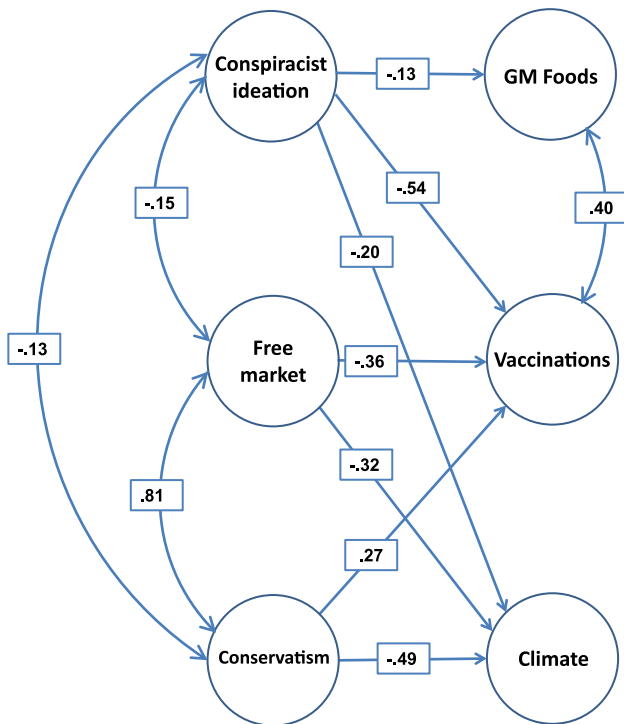 Conspiracist
ideation
-.13
GM Foods
-.54
-.15
.40
-.20
-.13
Free
market
-.36
Vaccinations
-.32
.81
.27
Conservatism
-.49
Climate